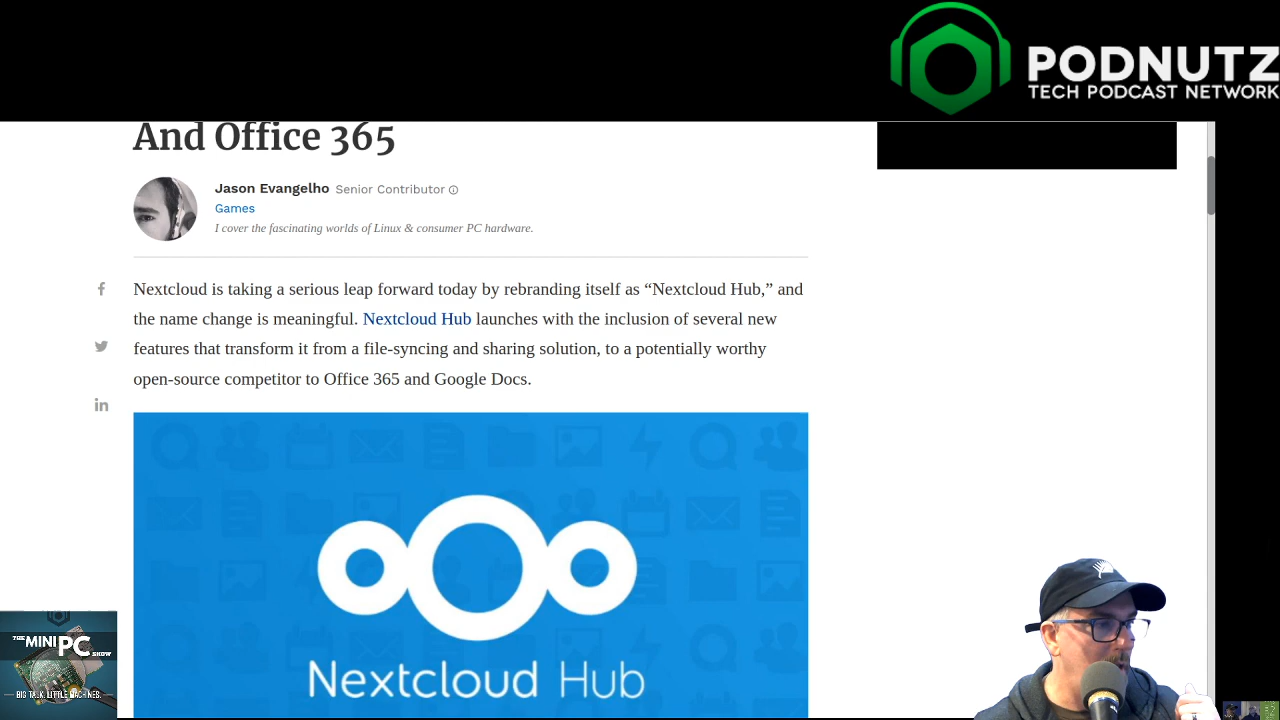 PODNUTZ
TECH PODCAST NETWORK
And Office 365
Jason Evangelho Senior Contributor
Games
I cover the fascinating worlds of Linux & consumer PC hardware.
Nextcloud is taking a serious leap forward today by rebranding itself as “Nextcloud Hub,” and
the name change is meaningful. Nextcloud Hub launches with the inclusion of several new
features that transform it from a file-syncing and sharing solution, to a potentially worthy
open-source competitor to Office 365 and Google Docs.
Nextcloud Hub
THE MINI PC SHOW
BIG TALK. LITTLE MACHINES.